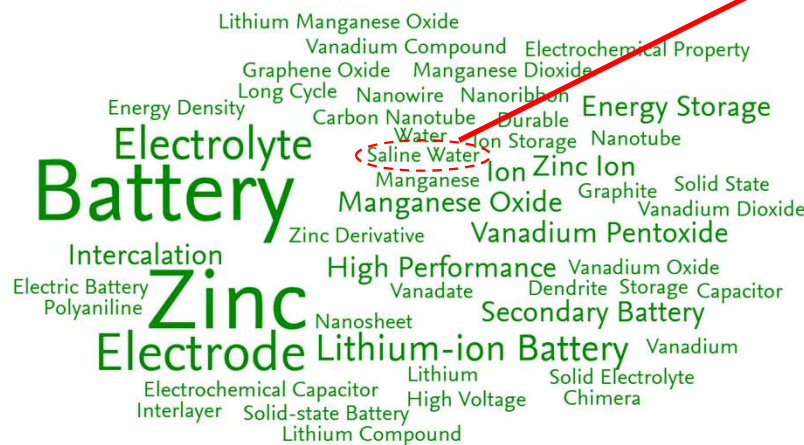 Lithium Manganese Oxide
Vanadium Compound Electrochemical Property
Graphene Oxide Manganese Dioxide
Long Cycle Nanowire Nanoribbon
Energy Density Carbon Nanotube Durable Energy Storage
Electrolyte Water Ion Storage Nanotube
Saline Water
Battery Manganese Ion Zinc Ion
Manganese Oxide Graphite Solid State
Vanadium Dioxide
Zinc Derivative Vanadium Pentoxide
Intercalation High Performance Vanadium Oxide
Electric Battery Zinc Vanadate Dendrite Storage Capacitor
Polyaniline Nanosheet Secondary Battery
Electrode Lithium-ion Battery Vanadium
Electrochemical Capacitor Lithium Solid Electrolyte
Interlayer Solid-state Battery High Voltage Chimera
Lithium Compound